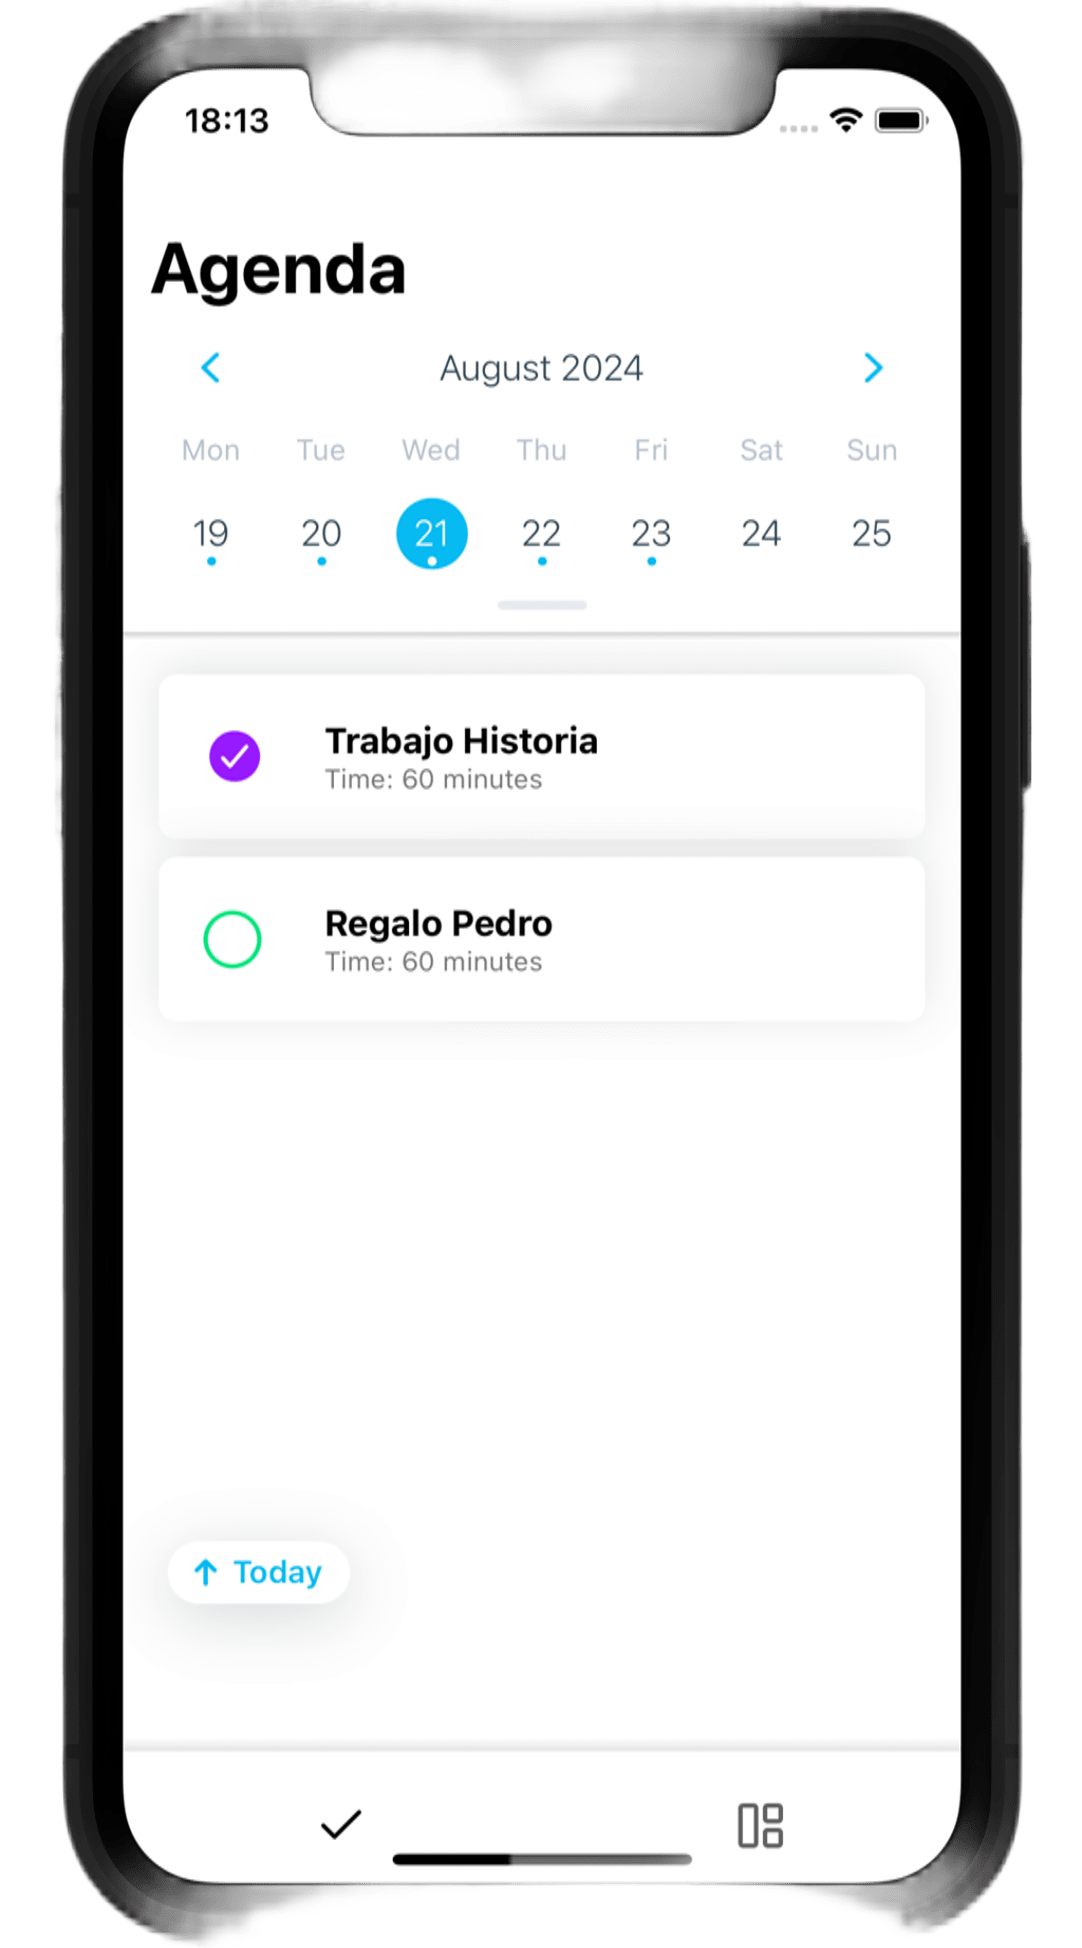 18:13
Agenda
August 2024
Mon Tue Wed Thu Fri Sat Sun
19 20 21 22 23 24 25
Trabajo Historia
Time: 60 minutes
Regalo Pedro
Time: 60 minutes
Today